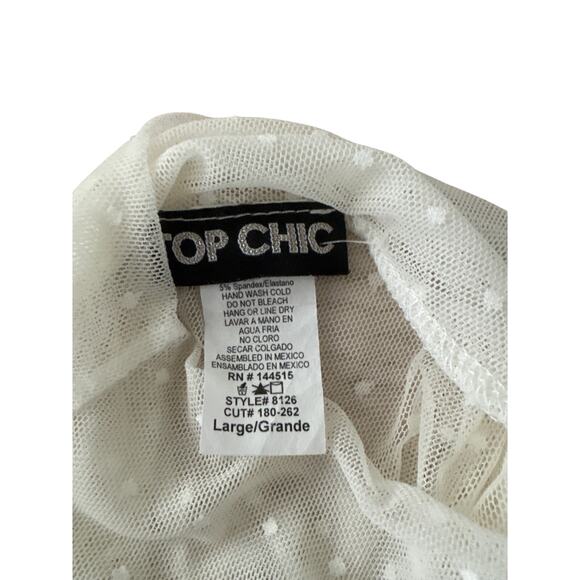 TOP CHIC
5% Spandex/Elastano
HAND WASH COLD
DO NOT BLEACH
HANG OR LINE DRY
LAVAR A MANO EN
AGUA FRIA
NO CLORO
SECAR COLGADO
ASSEMBLED IN MEXICO
ENSAMBLADO EN MEXICO
RN # 144515
STYLE# 8126
CUT# 180-262
Large/Grande